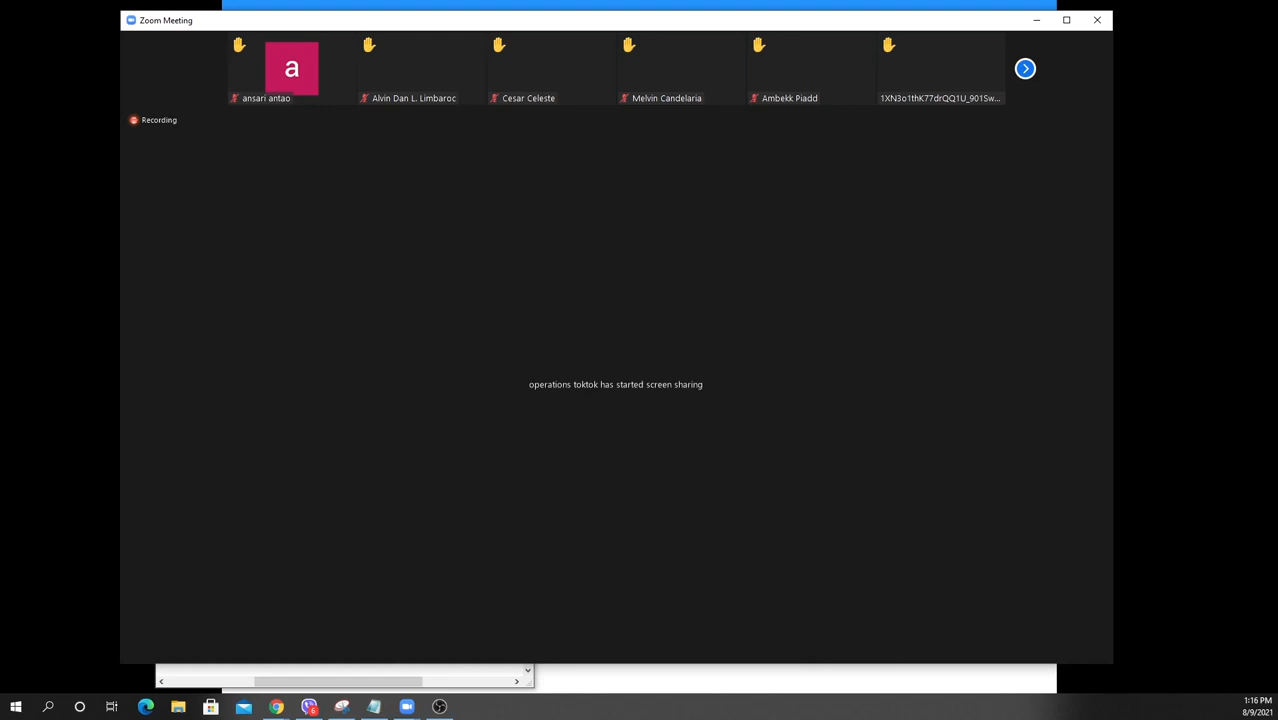 Zoom Meeting
a
ansari antao
Alvin Dan L. Limbaroc
Cesar Celeste
Melvin Candelaria
Ambekk Piadd
1XN3o1thK77drQQ1U_901Sw...
Recording
operations toktok has started screen sharing
6
1:16 PM
8/9/2021